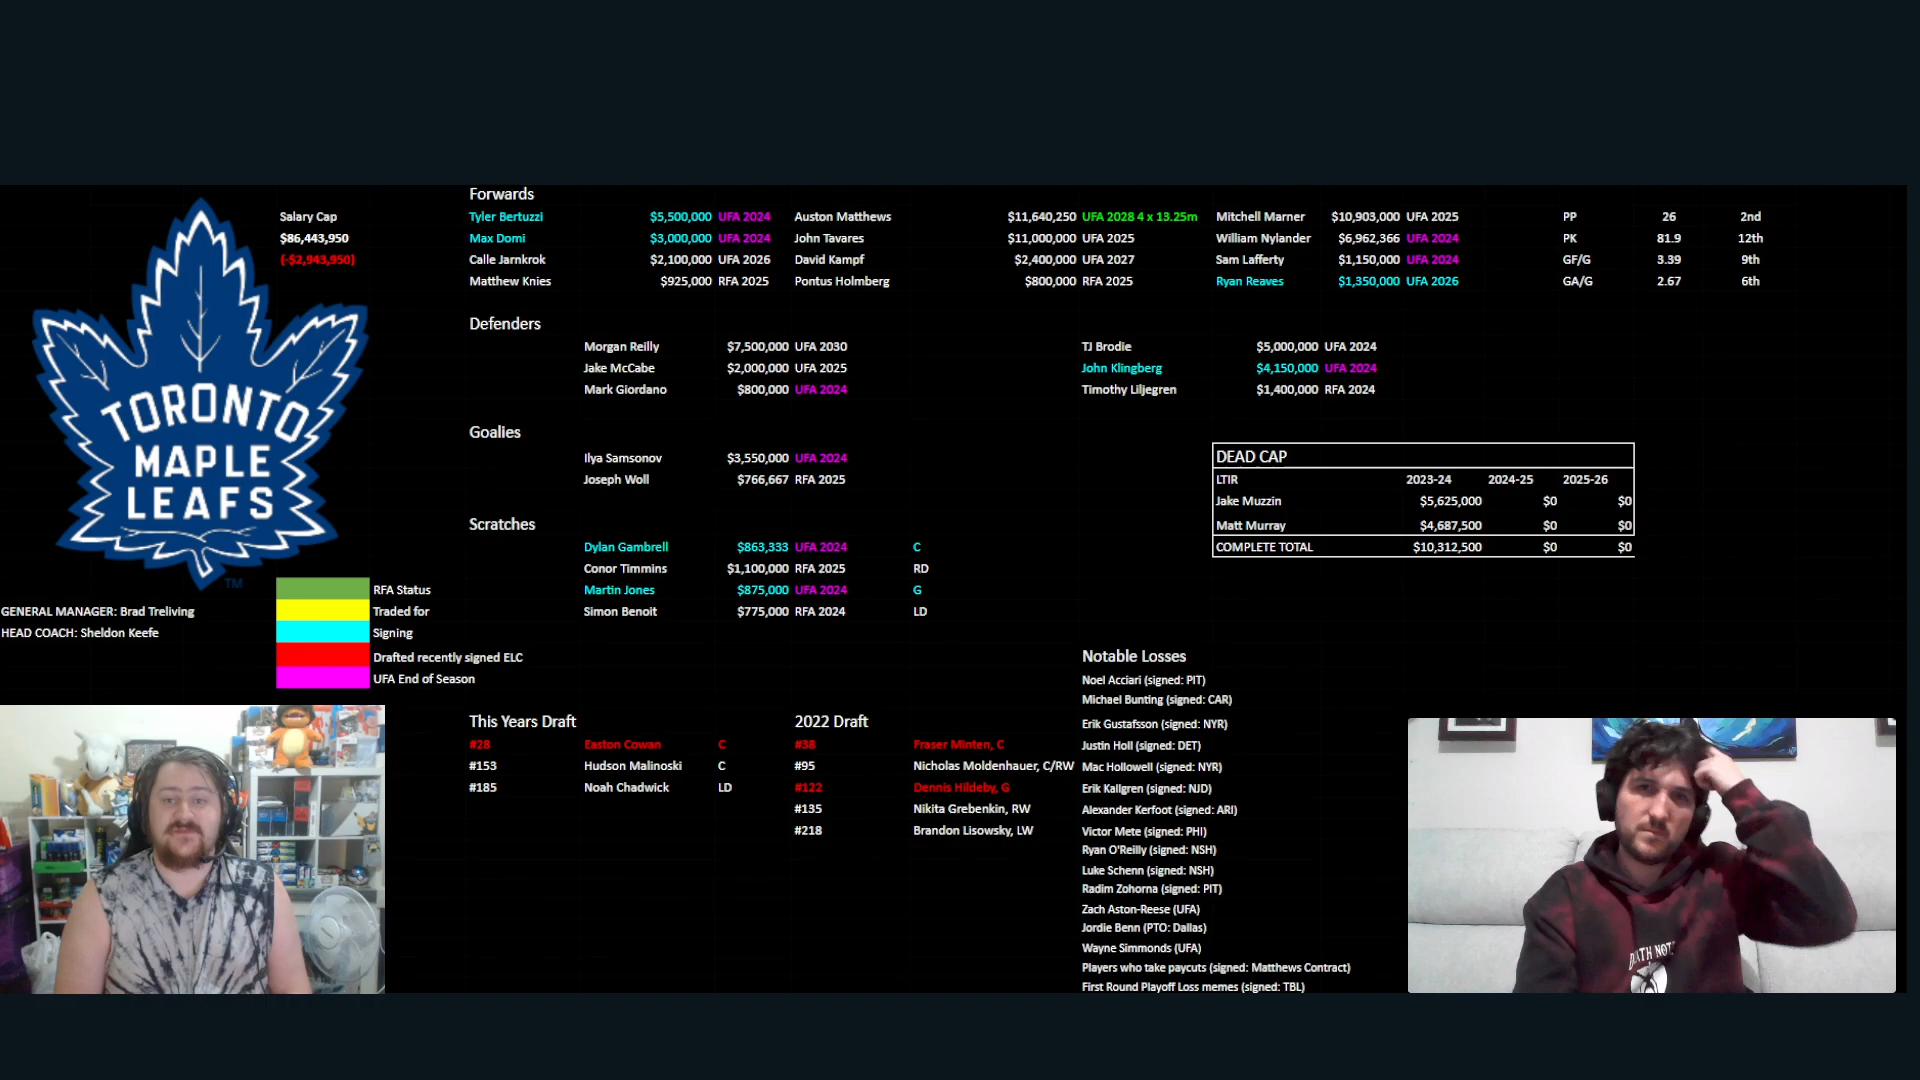 Forwards
Salary Cap
$86,443,950
(-$2,943,950)
Tyler Bertuzzi $5,500,000 UFA 2024 Auston Matthews $11,640,250 UFA 2028 4 x 13.25m Mitchell Marner $10,903,000 UFA 2025 PP 26 2nd
Max Domi $3,000,000 UFA 2024 John Tavares $11,000,000 UFA 2025 William Nylander $6,962,366 UFA 2024 PK 81.9 12th
Calle Jarnkrok $2,100,000 UFA 2026 David Kampf $2,400,000 UFA 2027 Sam Lafferty $1,150,000 UFA 2024 GF/G 3.39 9th
Matthew Knies $925,000 RFA 2025 Pontus Holmberg $800,000 RFA 2025 Ryan Reaves $1,350,000 UFA 2026 GA/G 2.67 6th
Defenders
Morgan Reilly $7,500,000 UFA 2030 TJ Brodie $5,000,000 UFA 2024
Jake McCabe $2,000,000 UFA 2025 John Klingberg $4,150,000 UFA 2024
Mark Giordano $800,000 UFA 2024 Timothy Liljegren $1,400,000 RFA 2024
TORONTO
MAPLE
LEAFS
TM
Goalies
Ilya Samsonov $3,550,000 UFA 2024
Joseph Woll $766,667 RFA 2025
DEAD CAP
LTIR 2023-24 2024-25 2025-26
Jake Muzzin $5,625,000 $0 $0
Matt Murray $4,687,500 $0 $0
COMPLETE TOTAL $10,312,500 $0 $0
Scratches
Dylan Gambrell $863,333 UFA 2024 C
Conor Timmins $1,100,000 RFA 2025 RD
Martin Jones $875,000 UFA 2024 G
Simon Benoit $775,000 RFA 2024 LD
GENERAL MANAGER: Brad Treliving
HEAD COACH: Sheldon Keefe
RFA Status
Traded for
Signing
Drafted recently signed ELC
UFA End of Season
This Years Draft
#28 Easton Cowan C
#153 Hudson Malinoski C
#185 Noah Chadwick LD
2022 Draft
#38 Fraser Minten, C
#95 Nicholas Moldenhauer, C/RW
#122 Dennis Hildeby, G
#135 Nikita Grebenkin, RW
#218 Brandon Lisowsky, LW
Notable Losses
Noel Acciari (signed: PIT)
Michael Bunting (signed: CAR)
Erik Gustafsson (signed: NYR)
Justin Holl (signed: DET)
Mac Hollowell (signed: NYR)
Erik Kallgren (signed: NJD)
Alexander Kerfoot (signed: ARI)
Victor Mete (signed: PHI)
Ryan O'Reilly (signed: NSH)
Luke Schenn (signed: NSH)
Radim Zohorna (signed: PIT)
Zach Aston-Reese (UFA)
Jordie Benn (PTO: Dallas)
Wayne Simmonds (UFA)
Players who take paycuts (signed: Matthews Contract)
First Round Playoff Loss memes (signed: TBL)